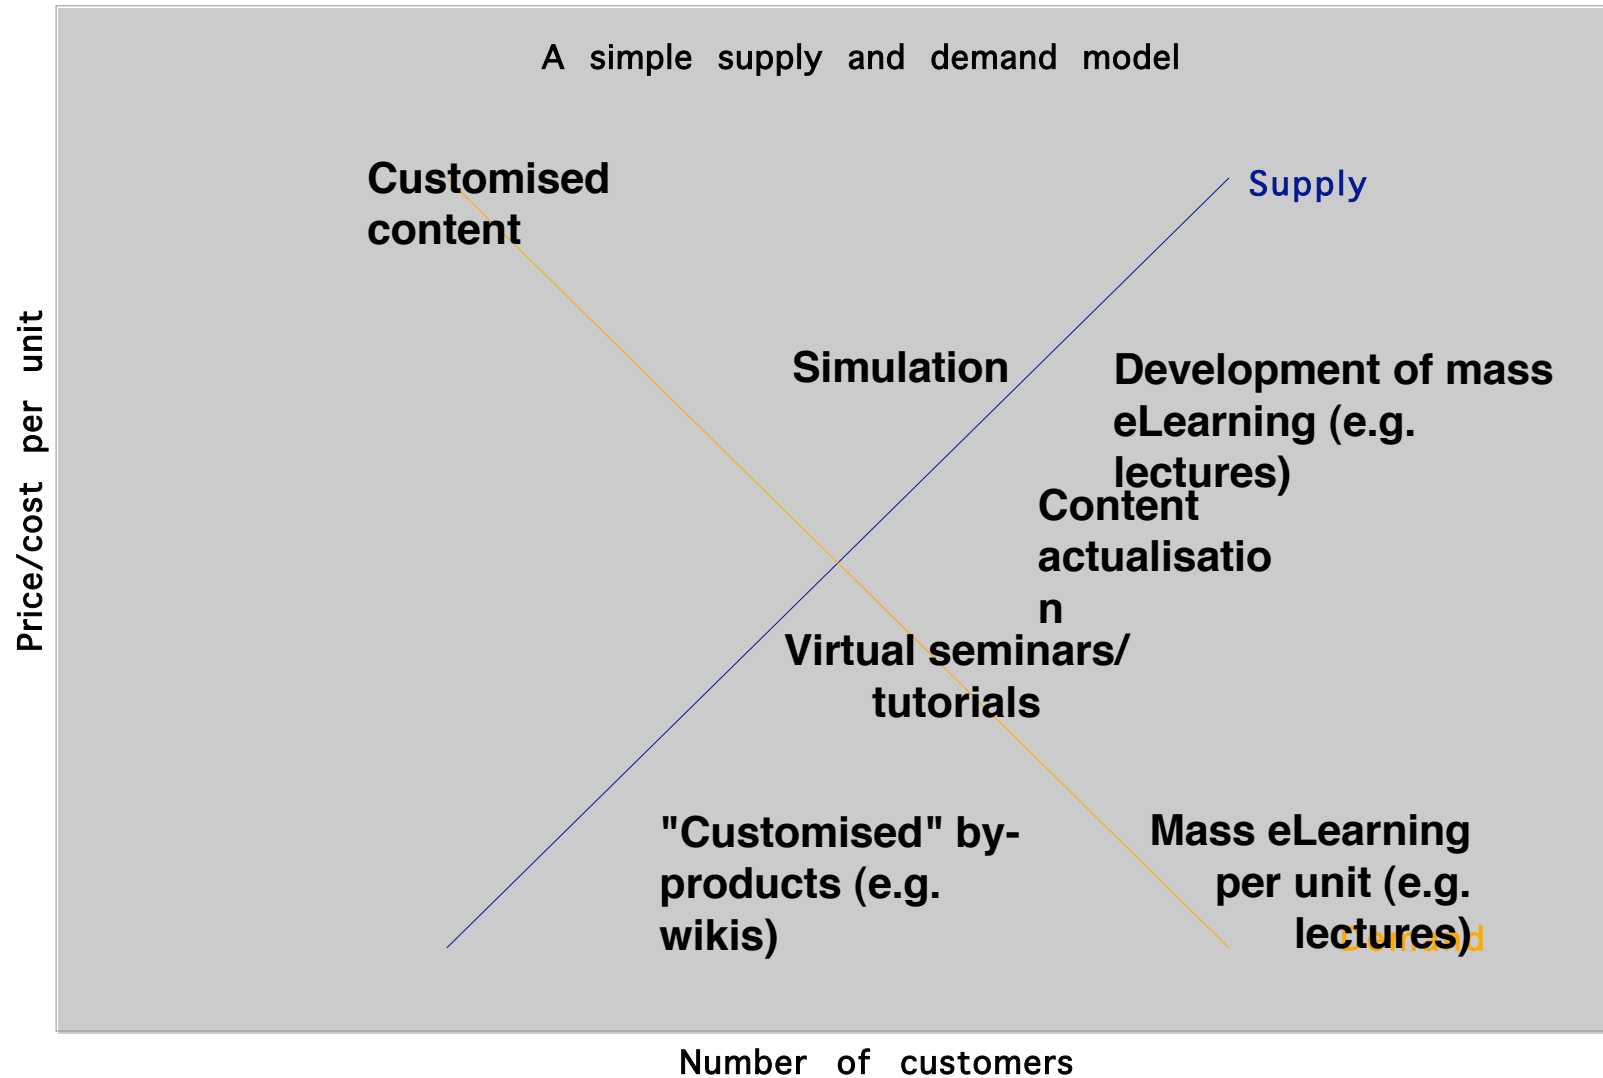 A simple supply and demand model
Customised
content
Supply
Price/cost per unit
Simulation
Development of mass
eLearning (e.g.
lectures)
Content
actualisatio
n
Virtual seminars/
tutorials
"Customised" by-
products (e.g.
wikis)
Mass eLearning
per unit (e.g.
lectures)
Demand
Number of customers